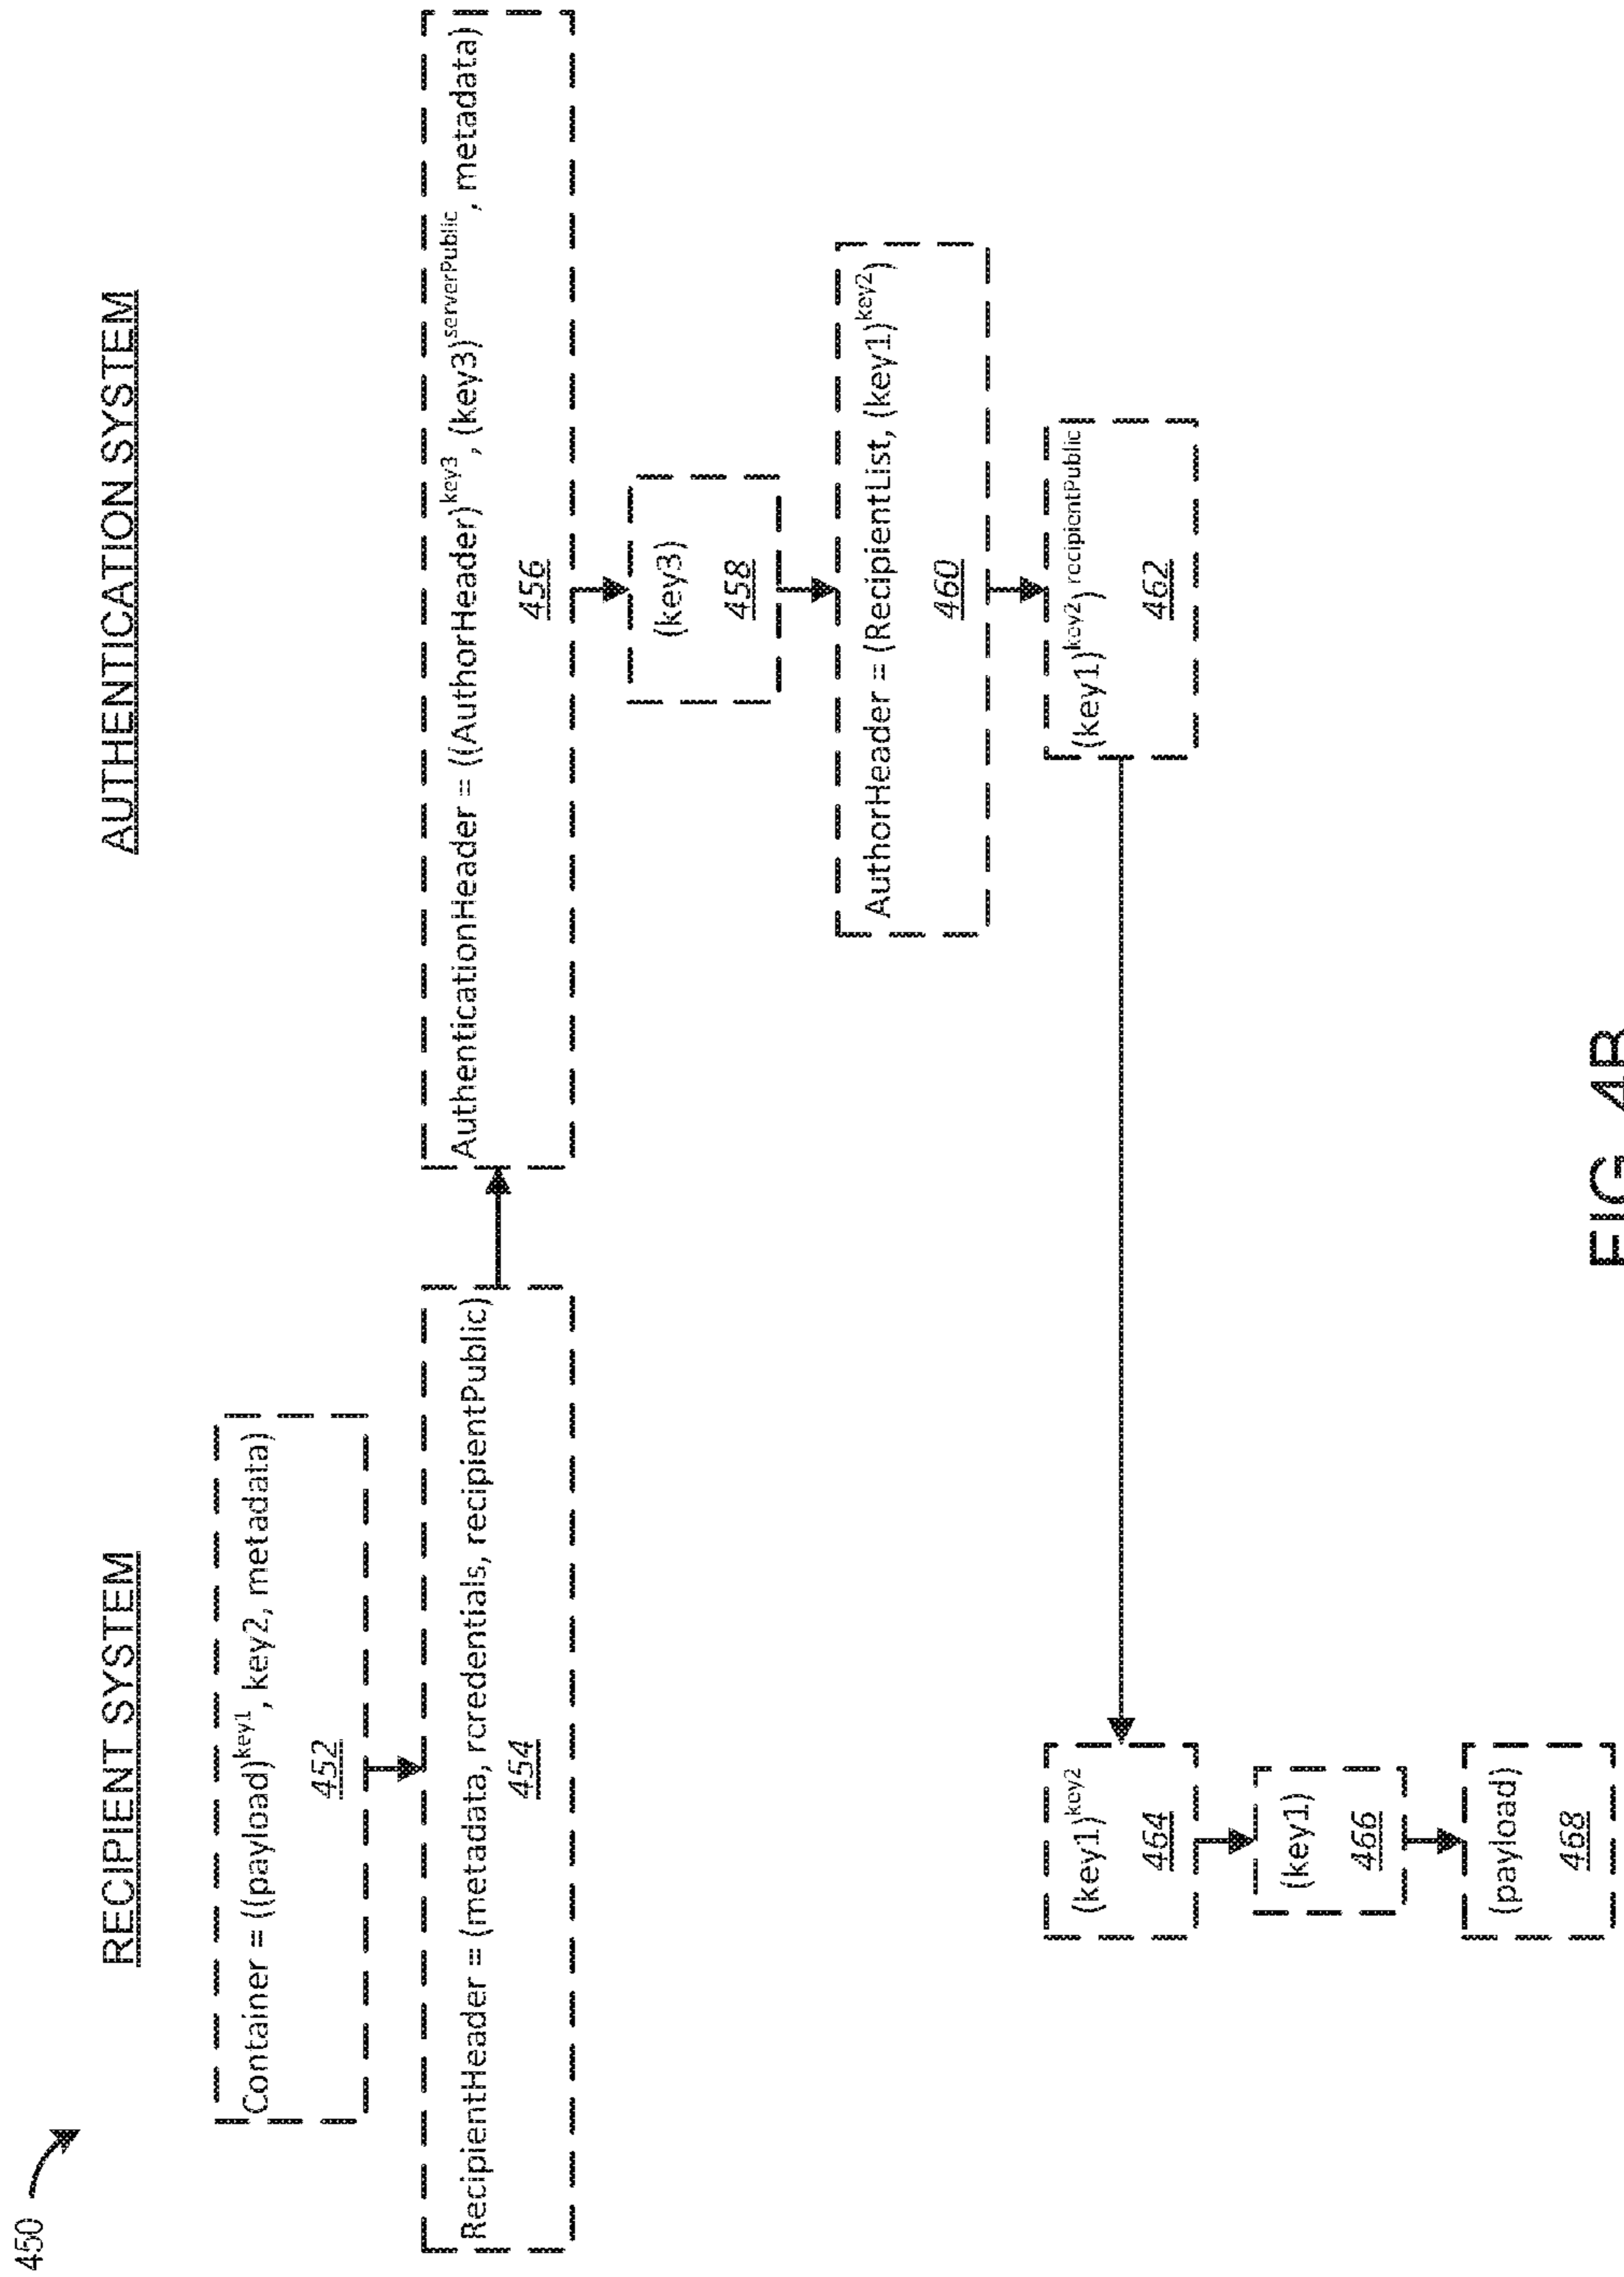 450
RECIPIENT SYSTEM
AUTHENTICATION SYSTEM
Container = ((payload)^key1, key2, metadata)
452
RecipientHeader = (metadata, rcredentials, recipientPublic)
454
AuthenticationHeader = ((AuthorHeader)^key3, (key3)^serverPublic, metadata)
456
(key3)
458
AuthorHeader = (RecipientList, (key1)^key2)
460
(key1)^key2) recipientPublic
462
(key1)^key2
464
(key1)
466
(payload)
468
FIG. 4B